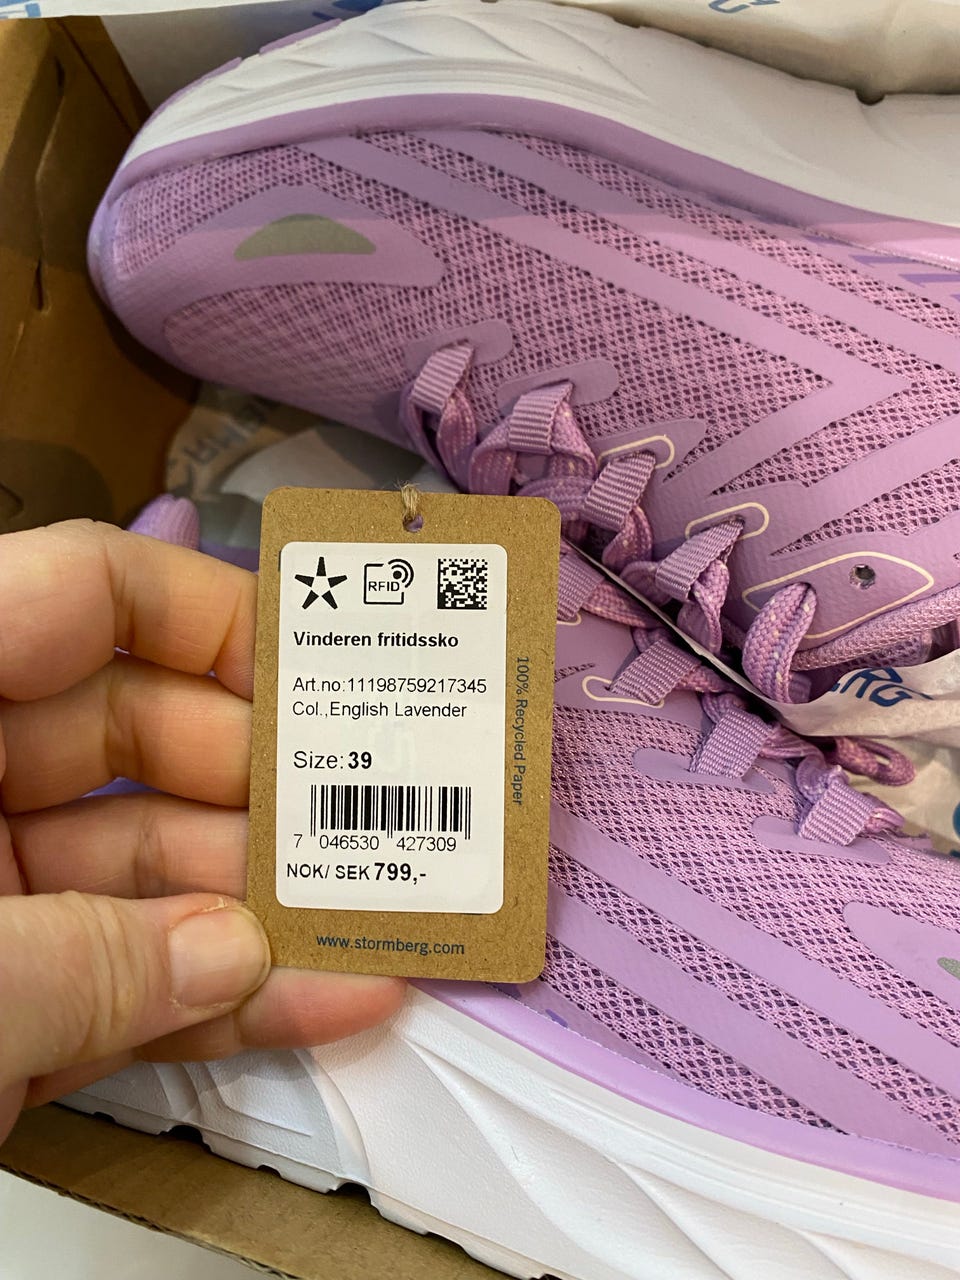 RFID
Vinderen fritidssko
Art.no:11198759217345
Col.,English Lavender
Size: 39
7 046530 427309
NOK/ SEK 799,-
100% Recycled Paper
www.stormberg.com